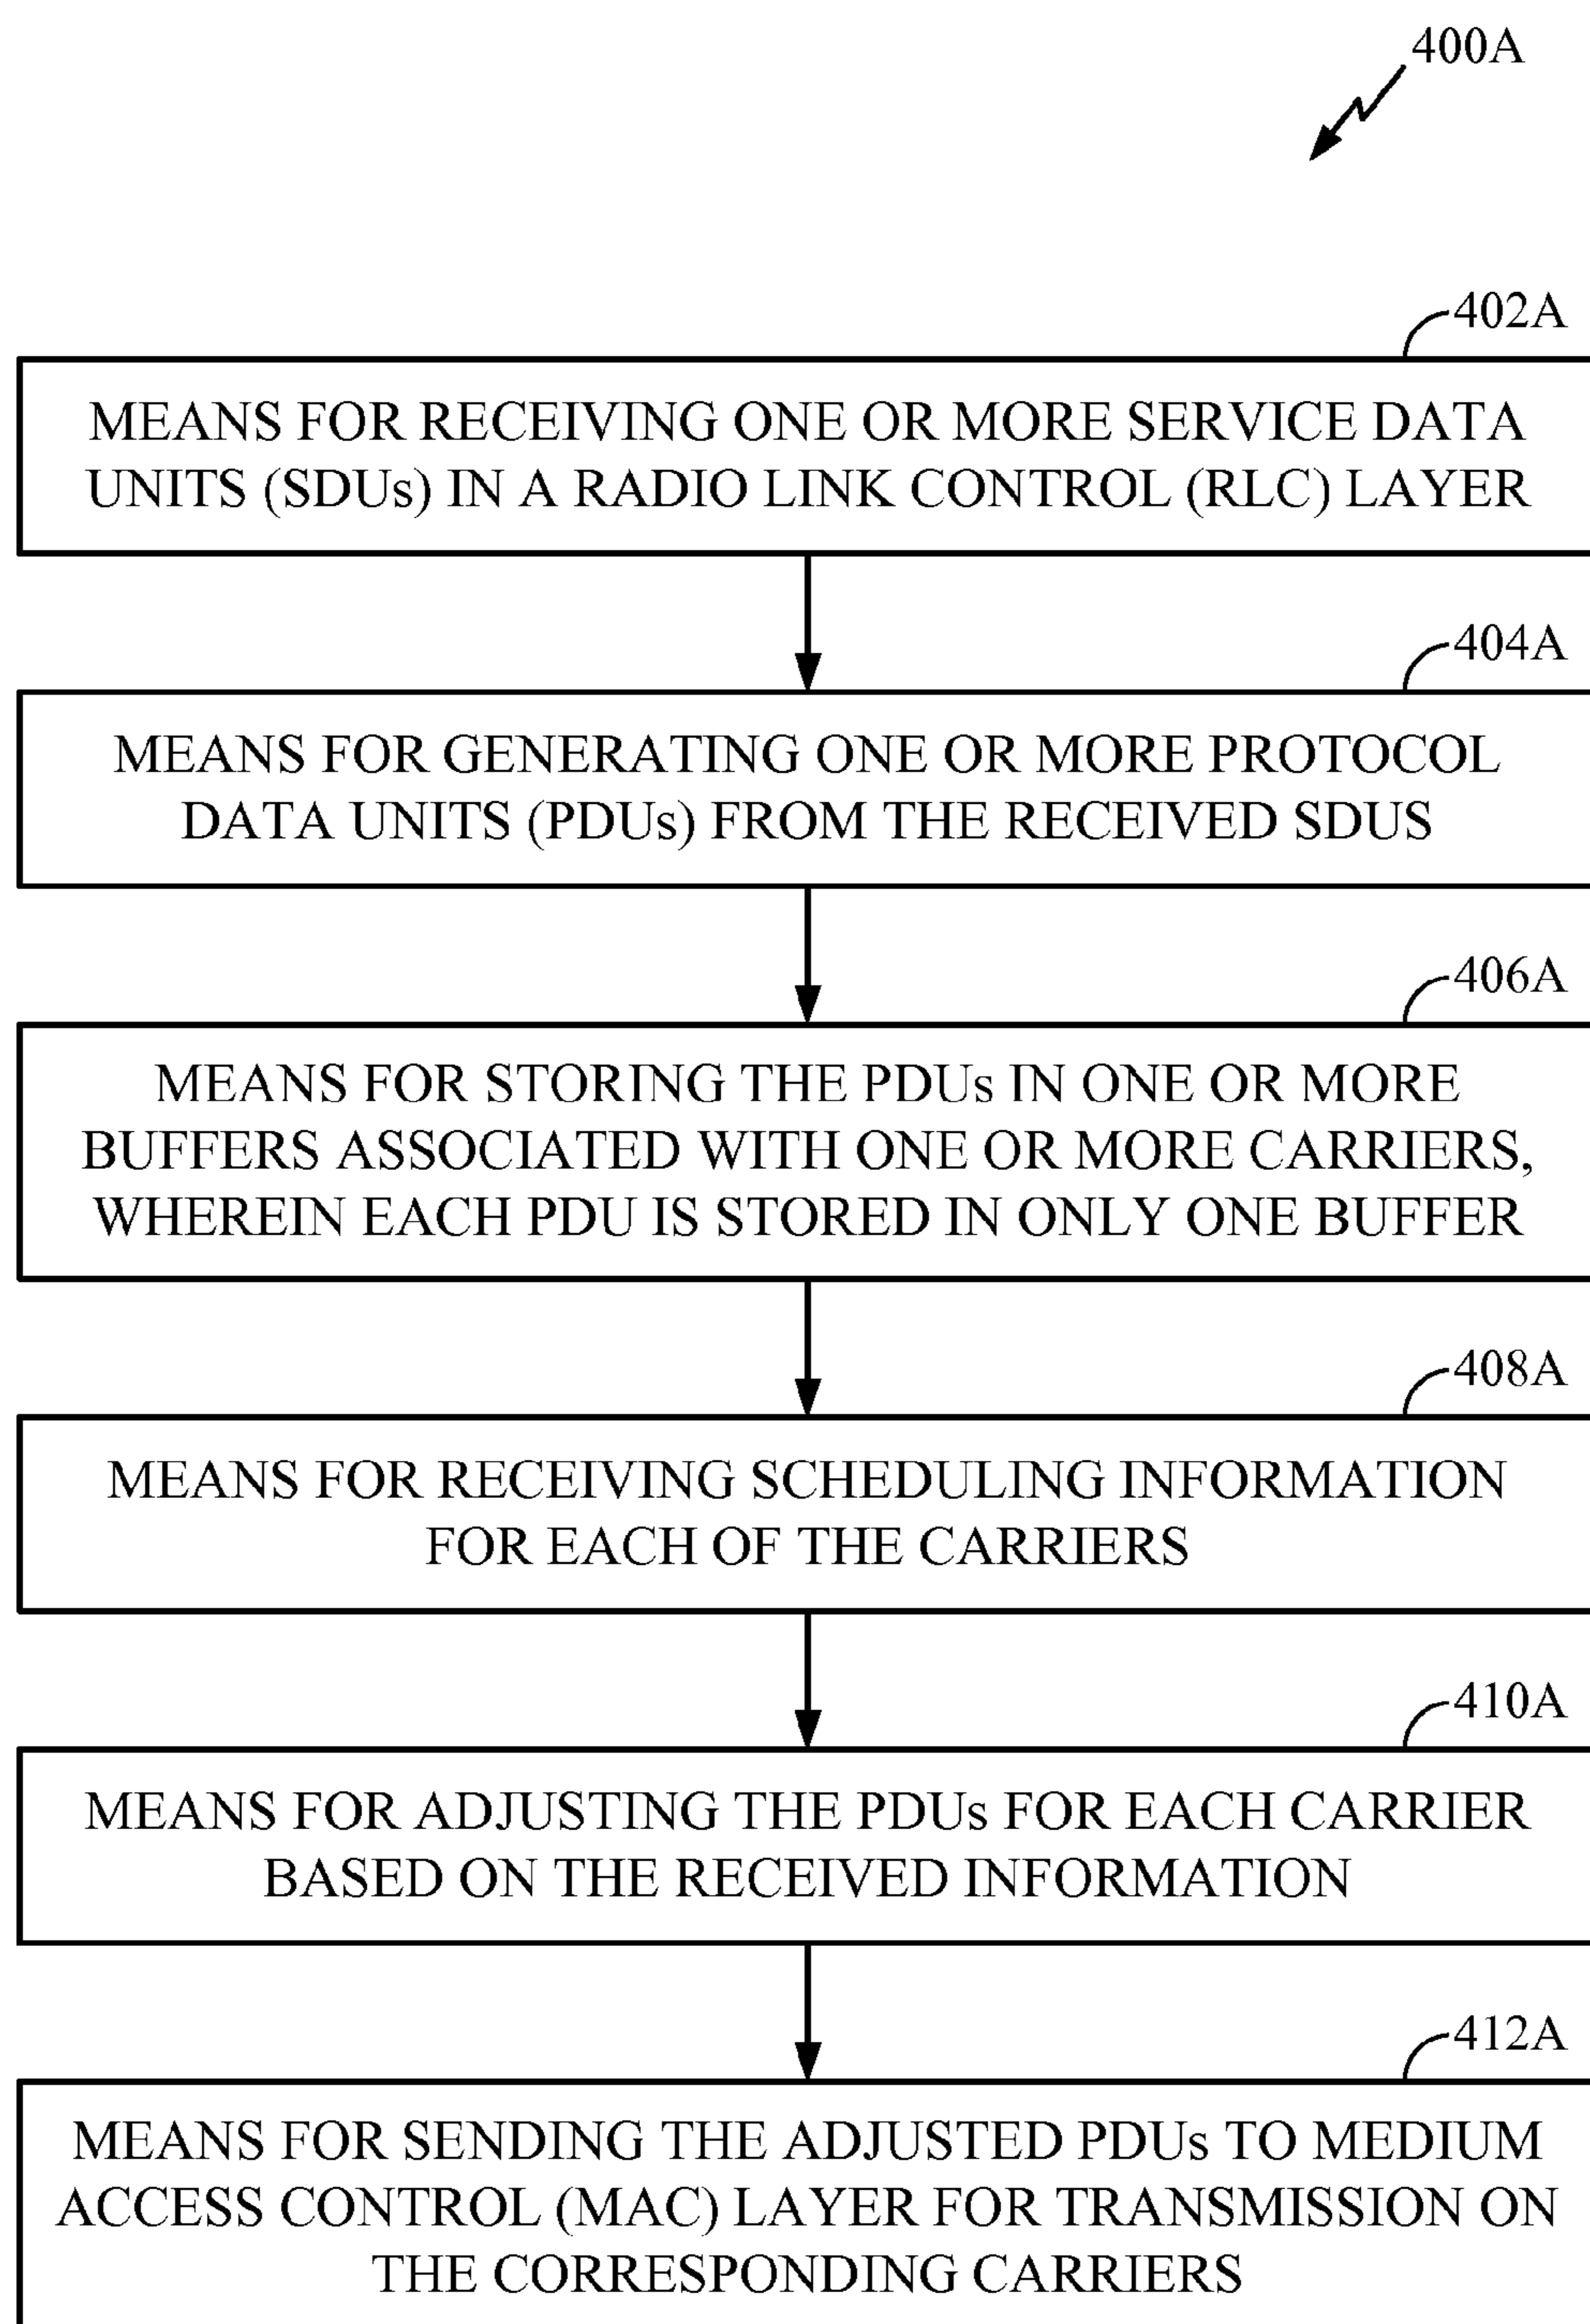 400A
402A
MEANS FOR RECEIVING ONE OR MORE SERVICE DATA
UNITS (SDUs) IN A RADIO LINK CONTROL (RLC) LAYER
404A
MEANS FOR GENERATING ONE OR MORE PROTOCOL
DATA UNITS (PDUs) FROM THE RECEIVED SDUS
406A
MEANS FOR STORING THE PDUs IN ONE OR MORE
BUFFERS ASSOCIATED WITH ONE OR MORE CARRIERS,
WHEREIN EACH PDU IS STORED IN ONLY ONE BUFFER
408A
MEANS FOR RECEIVING SCHEDULING INFORMATION
FOR EACH OF THE CARRIERS
410A
MEANS FOR ADJUSTING THE PDUs FOR EACH CARRIER
BASED ON THE RECEIVED INFORMATION
412A
MEANS FOR SENDING THE ADJUSTED PDUs TO MEDIUM
ACCESS CONTROL (MAC) LAYER FOR TRANSMISSION ON
THE CORRESPONDING CARRIERS